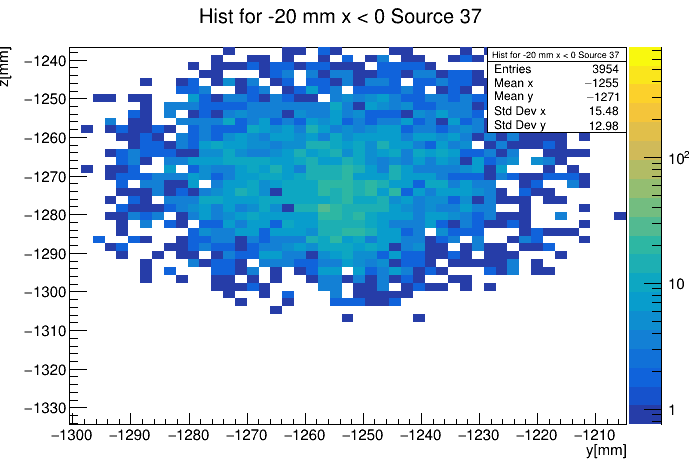 Hist for -20 mm x < 0 Source 37
z[mm]
Hist for -20 mm x < 0 Source 37
Entries 3954
Mean x −1255
Mean y −1271
Std Dev x 15.48
Std Dev y 12.98
−1240
−1250
−1260
−1270
−1280
−1290
−1300
−1310
−1320
−1330
10²
10
1
−1300 −1290 −1280 −1270 −1260 −1250 −1240 −1230 −1220 −1210
y[mm]